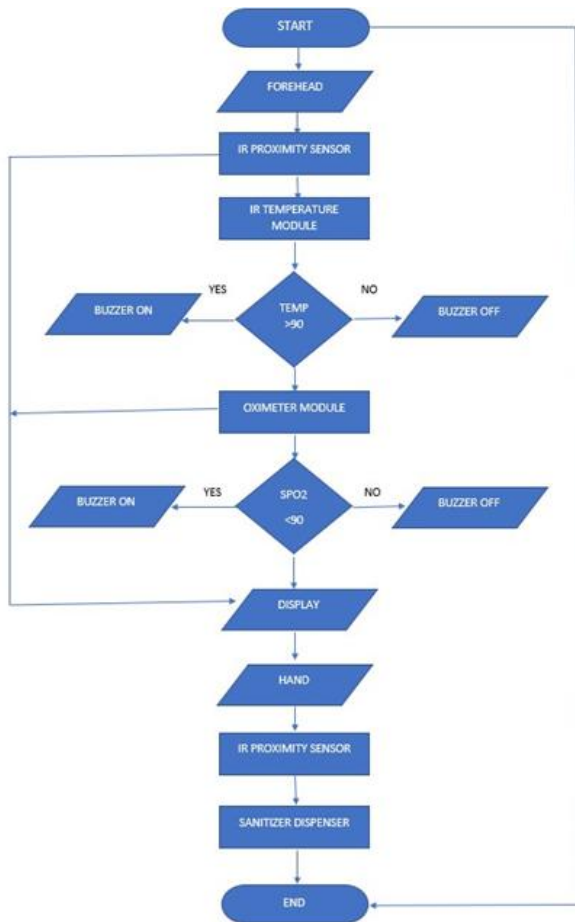 START
FOREHEAD
IR PROXIMITY SENSOR
IR TEMPERATURE
MODULE
YES
NO
BUZZER ON
TEMP
>90
BUZZER OFF
OXIMETER MODULE
YES
NO
BUZZER ON
SPO2
<90
BUZZER OFF
DISPLAY
HAND
IR PROXIMITY SENSOR
SANITIZER DISPENSER
END